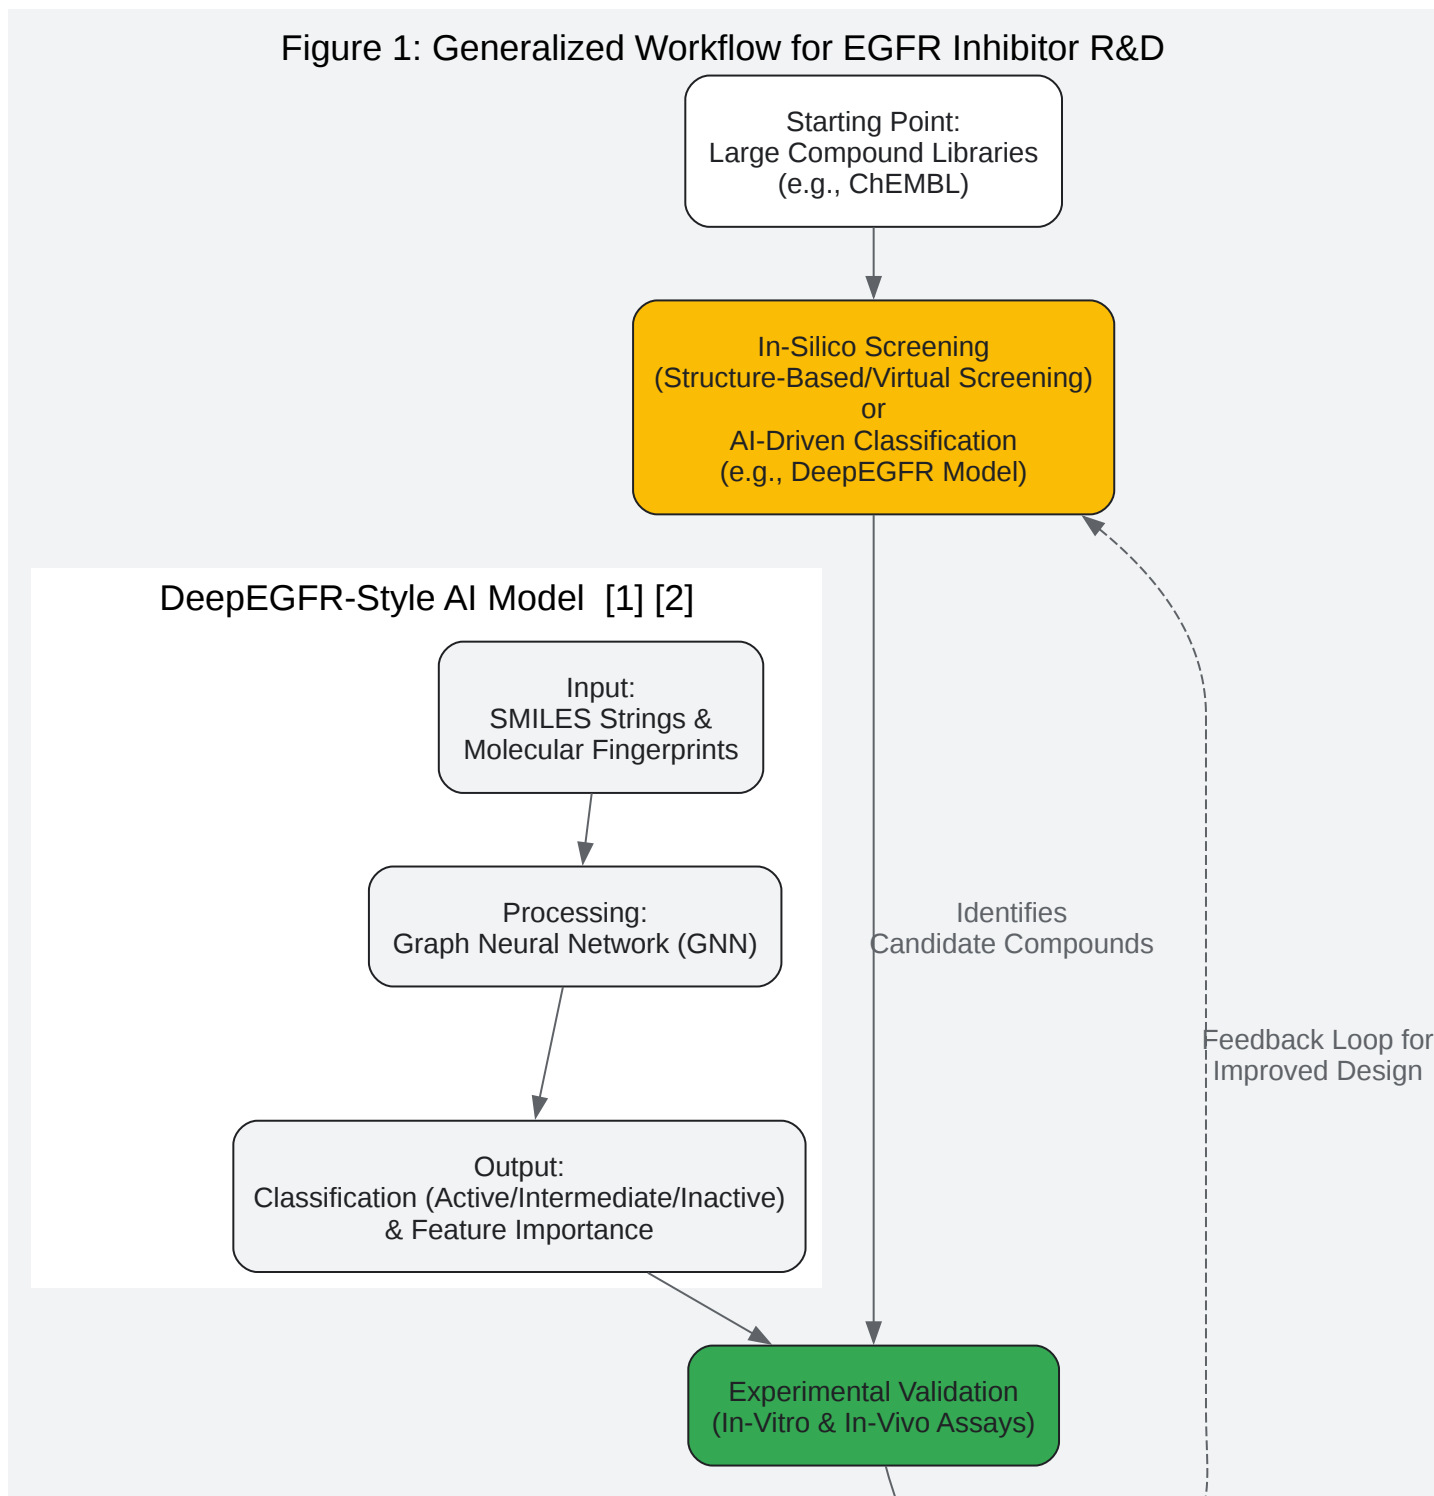 Figure 1: Generalized Workflow for EGFR Inhibitor R&D
Starting Point:
Large Compound Libraries
(e.g., ChEMBL)
In-Silico Screening
(Structure-Based/Virtual Screening)
or
AI-Driven Classification
(e.g., DeepEGFR Model)
DeepEGFR-Style AI Model  [1] [2]
Input:
SMILES Strings &
Molecular Fingerprints
Processing:
Graph Neural Network (GNN)
Identifies
Candidate Compounds
Feedback Loop for
Improved Design
Output:
Classification (Active/Intermediate/Inactive)
& Feature Importance
Experimental Validation
(In-Vitro & In-Vivo Assays)